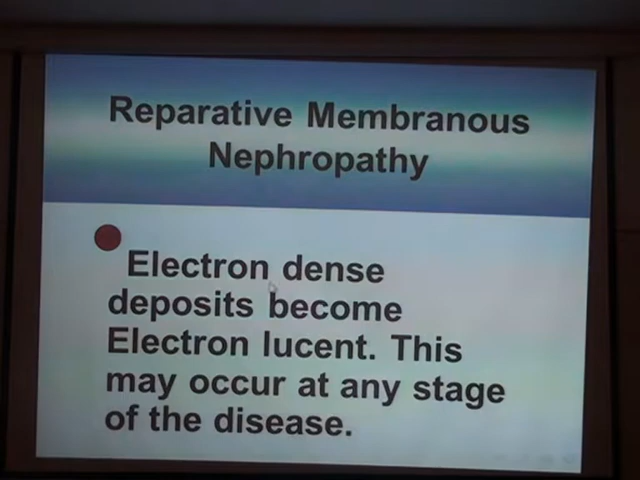 Reparative Membranous
Nephropathy
Electron dense
deposits become
Electron lucent. This
may occur at any stage
of the disease.